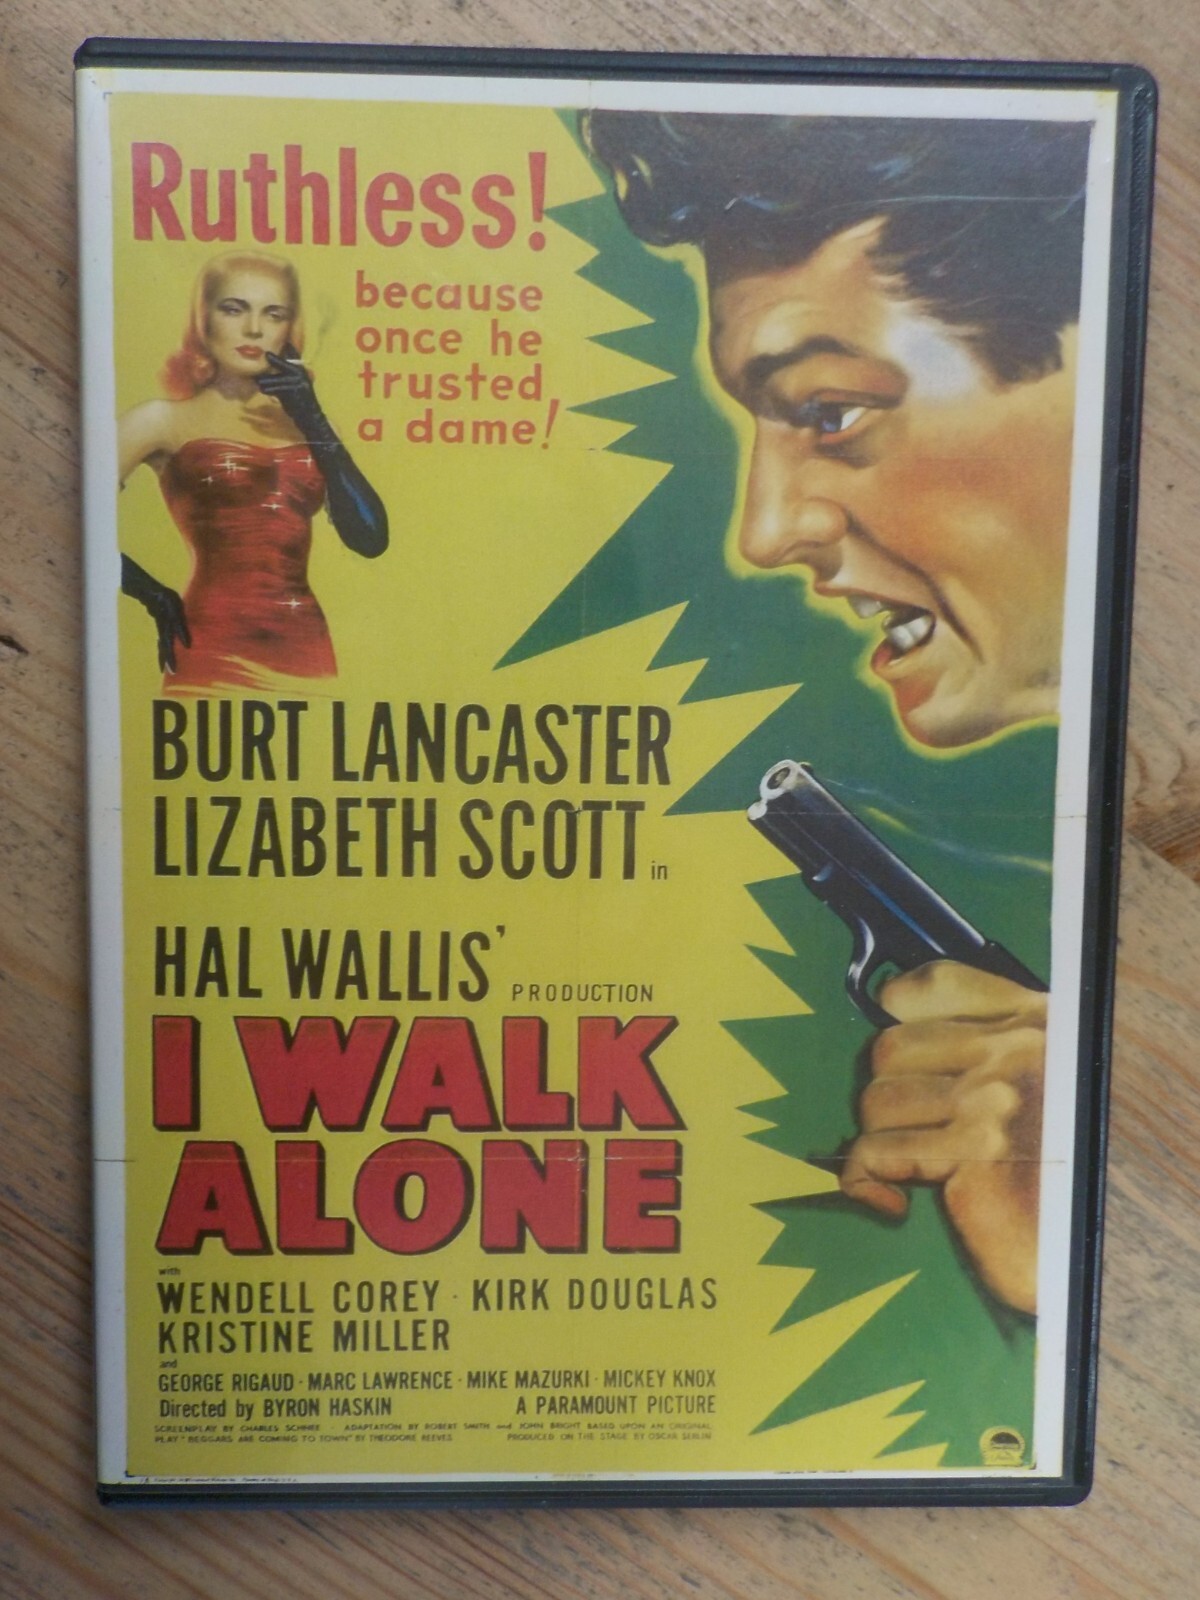 Ruthless!
because
once he
trusted
a dame!
BURT LANCASTER
LIZABETH SCOTT in
HAL WALLIS' PRODUCTION
I WALK
ALONE
with
WENDELL COREY · KIRK DOUGLAS
KRISTINE MILLER
and
GEORGE RIGAUD · MARC LAWRENCE · MIKE MAZURKI · MICKEY KNOX
Directed by BYRON HASKIN A PARAMOUNT PICTURE
SCREENPLAY BY CHARLES SCHNEE · ADAPTATION BY ROBERT SMITH and JOHN BRIGHT BASED UPON AN ORIGINAL
PLAY "BEGGARS ARE COMING TO TOWN" BY THEODORE REEVES PRODUCED ON THE STAGE BY OSCAR SERLIN